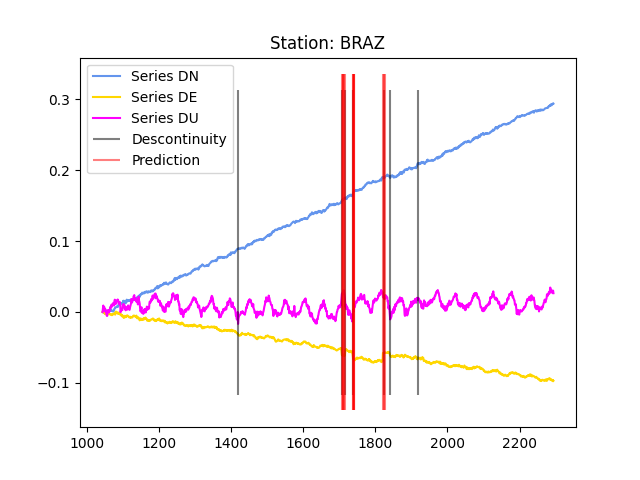 Station: BRAZ
Series DN
Series DE
Series DU
Descontinuity
Prediction
0.3
0.2
0.1
0.0
−0.1
1000 1200 1400 1600 1800 2000 2200